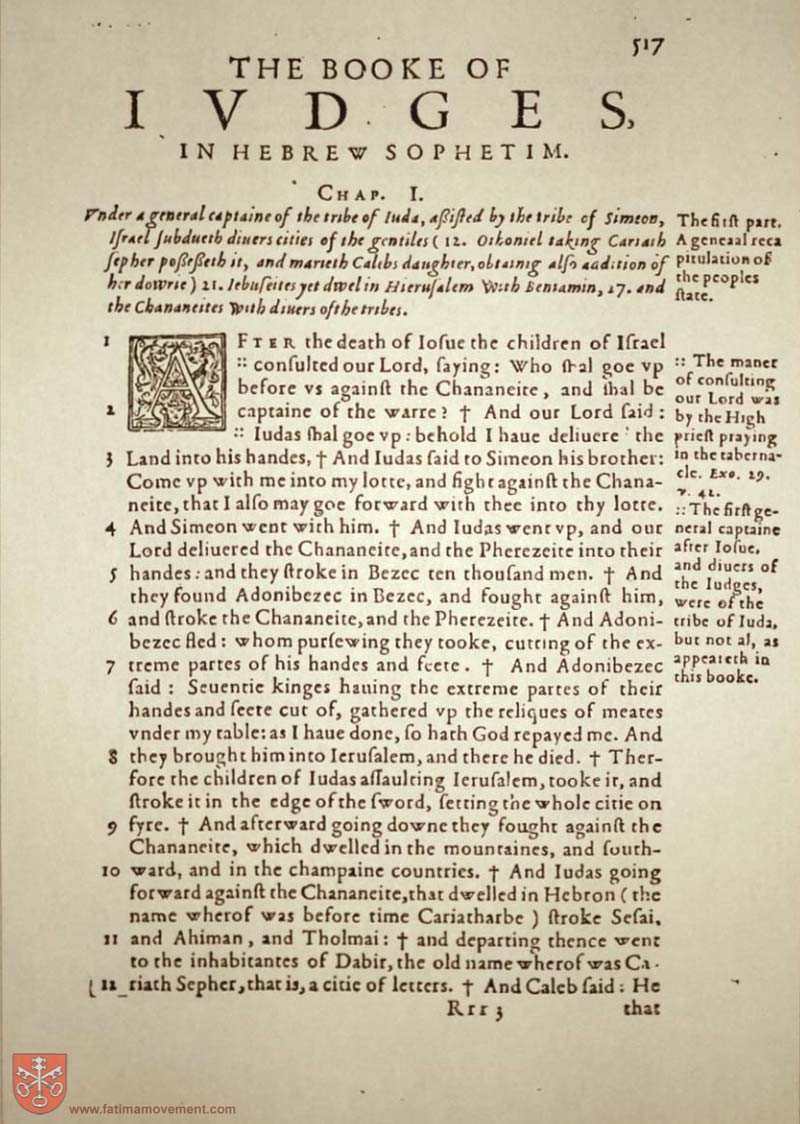 517
THE BOOKE OF
IVDGES,
IN HEBREW SOPHETIM.
CHAP. I.
Vnder a general captaine of the tribe of Iuda, aßiſted by the tribe of Simeon,
Iſrael ſubdueth diuers cities of the gentiles ( 12. Othoniel taking Cariath
ſepher poßeßeth it, and marieth Calebs daughter, obtainig alſo aadition of
her dowrie ) 21. Iebuſeites yet dwel in Hieruſalem With Beniamin, 27. and
the Chananeites With diuers of the tribes.
The firſt part.
A geneaal reca
pitulation of
the peoples
ſtate.
1 AFTER the death of Ioſue the children of Iſrael
:: conſulted our Lord, ſaying: Who ſhal goe vp
before vs againſt the Chananeite, and ſhal be
2 captaine of the warre? † And our Lord ſaid:
:: Iudas ſhal goe vp: behold I haue deliuere the
3 Land into his handes, † And Iudas ſaid to Simeon his brother:
Come vp with me into my lotte, and fight againſt the Chana-
neite, that I alſo may goe forward with thee into thy lotte.
4 And Simeon went with him. † And Iudas went vp, and our
Lord deliuered the Chananeite, and the Pherezeite into their
5 handes: and they ſtroke in Bezec ten thouſand men. † And
they found Adonibezec in Bezec, and fought againſt him,
6 and ſtroke the Chananeite, and the Pherezeite. † And Adoni-
bezec fled: whom purſewing they tooke, cutting of the ex-
7 treme partes of his handes and feete. † And Adonibezec
ſaid: Seuentie kinges hauing the extreme partes of their
handes and feete cut of, gathered vp the reliques of meates
vnder my table: as I haue done, ſo hath God repayed me. And
8 they brought him into Ieruſalem, and there he died. † Ther-
fore the children of Iudas aſſaulting Ieruſalem, tooke it, and
ſtroke it in the edge of the ſword, ſetting the whole citie on
9 fyre. † And afterward going downe they fought againſt the
Chananeite, which dwelled in the mountaines, and ſouth-
10 ward, and in the champaine countries. † And Iudas going
forward againſt the Chananeite, that dwelled in Hebron ( the
name wherof was before time Cariatharbe ) ſtroke Seſai,
11 and Ahiman, and Tholmai: † and departing thence went
to the inhabitantes of Dabir, the old name wherof was Ca-
12 riath Sepher, that is, a citie of letters. † And Caleb ſaid: He
:: The maner
of conſulting
our Lord was
by the High
prieſt praying
in the taberna-
cle. Exo. 29.
v. 42.
:: The firſt ge-
neral captaine
after Ioſue,
and diuers of
the Iudges,
were of the
tribe of Iuda,
but not al, as
appeareth in
this booke.
Rrr 3 that
www.fatimamovement.com